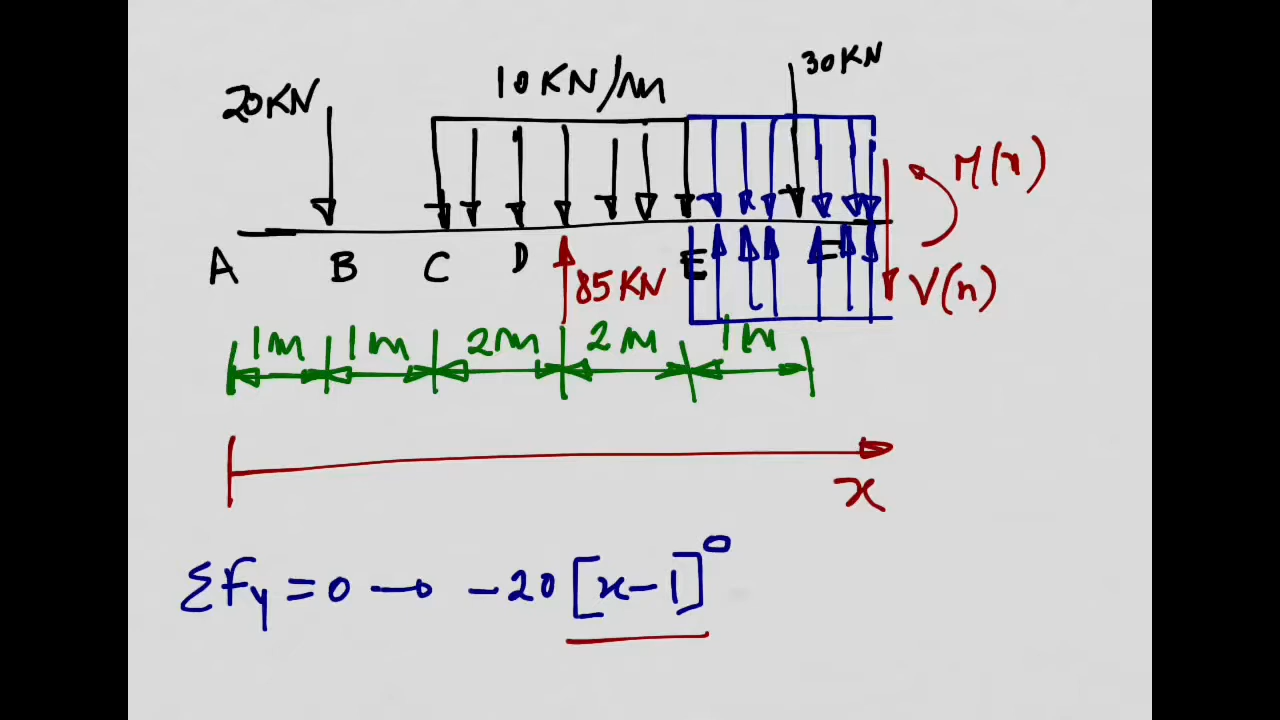 30KN
10KN/m
20KN
M(x)
A B C D E F
85KN
V(x)
1m 1m 2m 2m 1m
x
ΣFy = 0 → -20[x-1]⁰